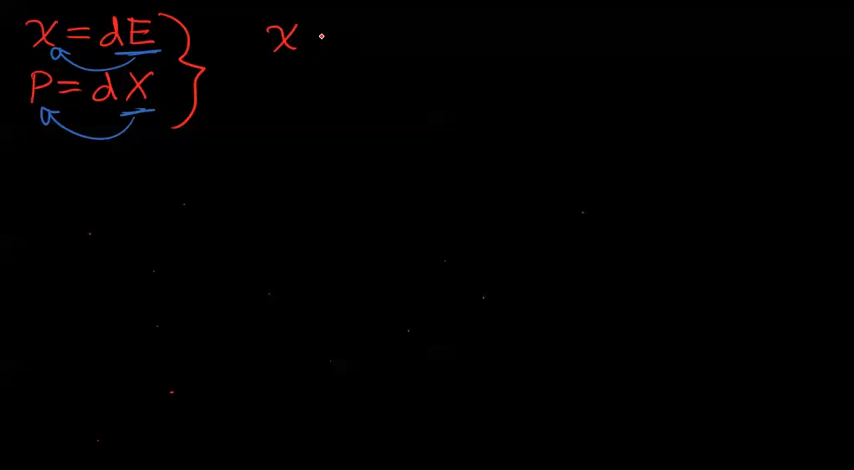 x = dE
P = dX
x